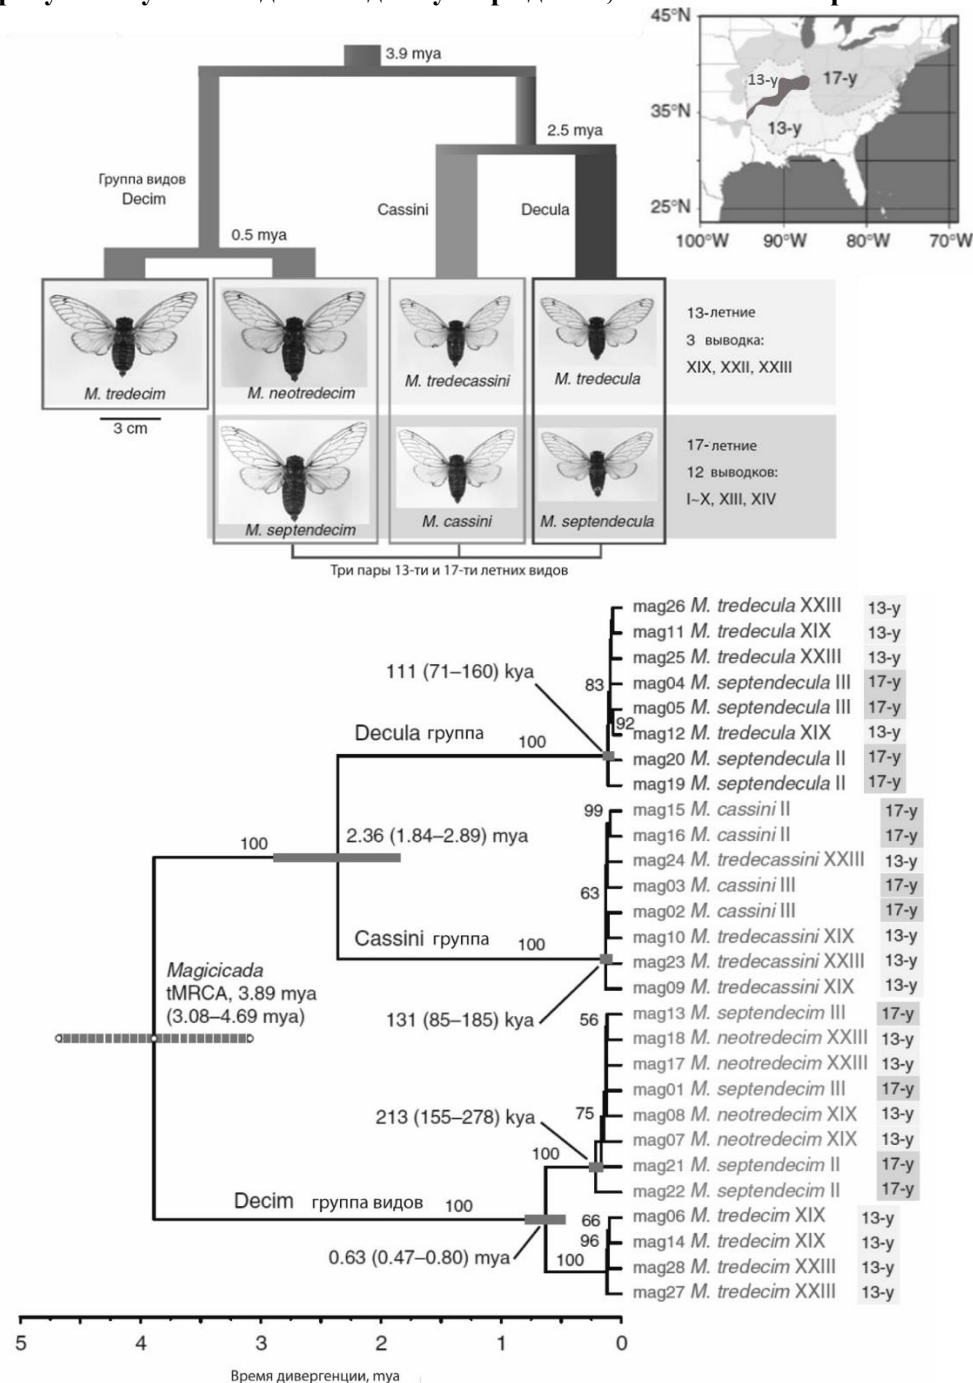 3.9 mya
2.5 mya
Группа видов
Decim
Cassini
Decula
0.5 mya
45°N
35°N
25°N
13-y
17-y
13-y
100°W
90°W
80°W
70°W
M. tredecim
M. neotredecim
M. tredecassini
M. tredecula
3 cm
13-летние
3 выводка:
XIX, XXII, XXIII
M. septendecim
M. cassini
M. septendecula
17-летние
12 выводков:
I~X, XIII, XIV
Три пары 13-ти и 17-ти летних видов
mag26 M. tredecula XXIII 13-y
mag11 M. tredecula XIX 13-y
mag25 M. tredecula XXIII 13-y
mag04 M. septendecula III 17-y
mag05 M. septendecula III 17-y
mag12 M. tredecula XIX 13-y
mag20 M. septendecula II 17-y
mag19 M. septendecula II 17-y
mag15 M. cassini II 17-y
mag16 M. cassini II 17-y
mag24 M. tredecassini XXIII 13-y
mag03 M. cassini III 17-y
mag02 M. cassini III 17-y
mag10 M. tredecassini XIX 13-y
mag23 M. tredecassini XXIII 13-y
mag09 M. tredecassini XIX 13-y
mag13 M. septendecim III 17-y
mag18 M. neotredecim XXIII 13-y
mag17 M. neotredecim XXIII 13-y
mag01 M. septendecim III 17-y
mag08 M. neotredecim XIX 13-y
mag07 M. neotredecim XIX 13-y
mag21 M. septendecim II 17-y
mag22 M. septendecim II 17-y
mag06 M. tredecim XIX 13-y
mag14 M. tredecim XIX 13-y
mag28 M. tredecim XXIII 13-y
mag27 M. tredecim XXIII 13-y
111 (71–160) kya
83
92
Decula группа
100
100
2.36 (1.84–2.89) mya
99
63
Cassini группа
100
131 (85–185) kya
Magicicada
tMRCA, 3.89 mya
(3.08–4.69 mya)
56
75
213 (155–278) kya
100
Decim группа видов
100
66
96
100
0.63 (0.47–0.80) mya
5 4 3 2 1 0
Время дивергенции, mya